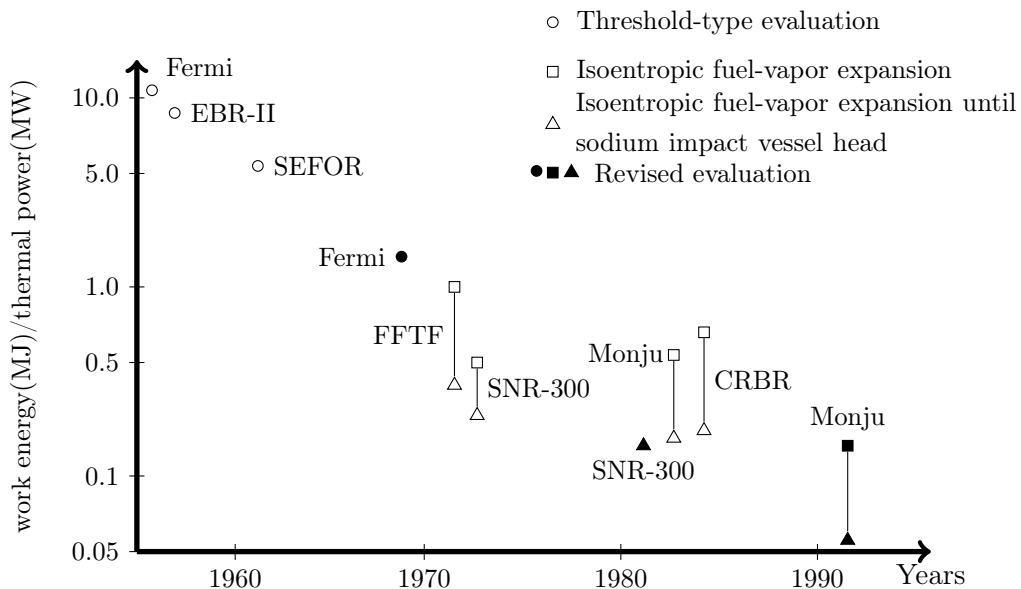 Threshold-type evaluation
Isoentropic fuel-vapor expansion
Isoentropic fuel-vapor expansion until
sodium impact vessel head
Revised evaluation
work energy(MJ)/thermal power(MW)
10.0
5.0
1.0
0.5
0.1
0.05
Fermi
EBR-II
SEFOR
Fermi
FFTF
SNR-300
Monju
CRBR
SNR-300
Monju
1960
1970
1980
1990
Years